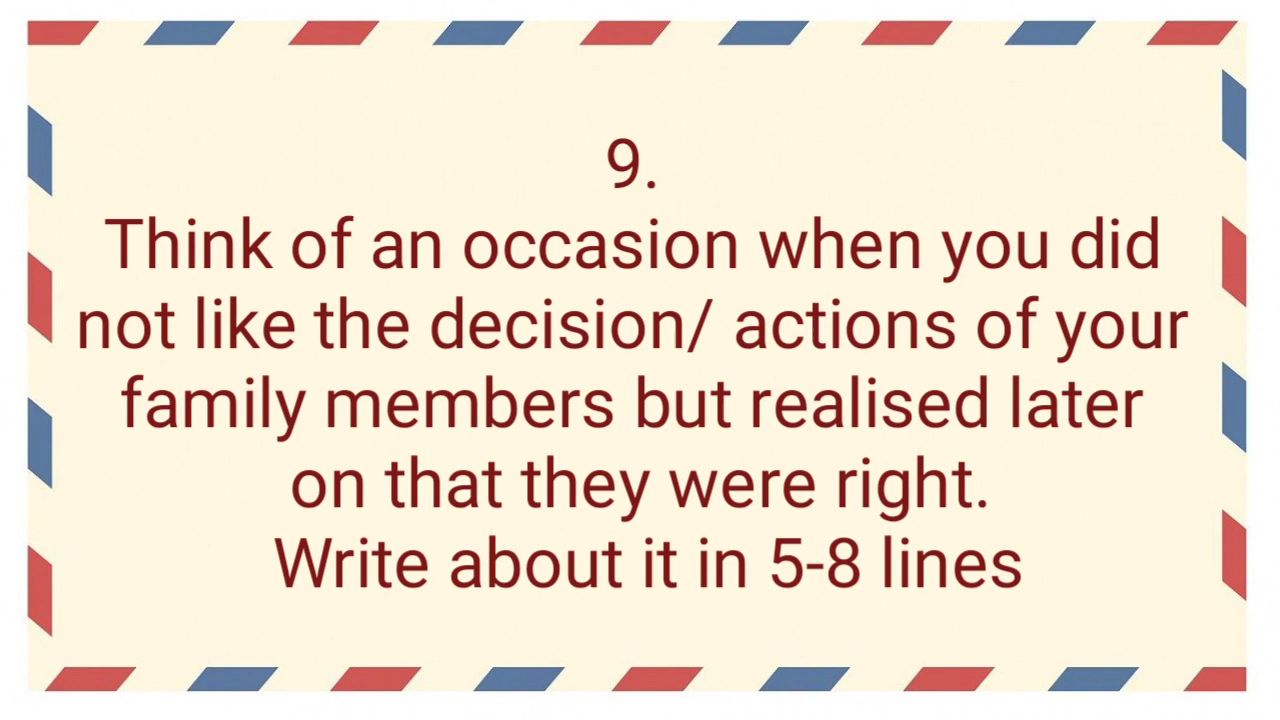 9.
Think of an occasion when you did
not like the decision/ actions of your
family members but realised later
on that they were right.
Write about it in 5-8 lines